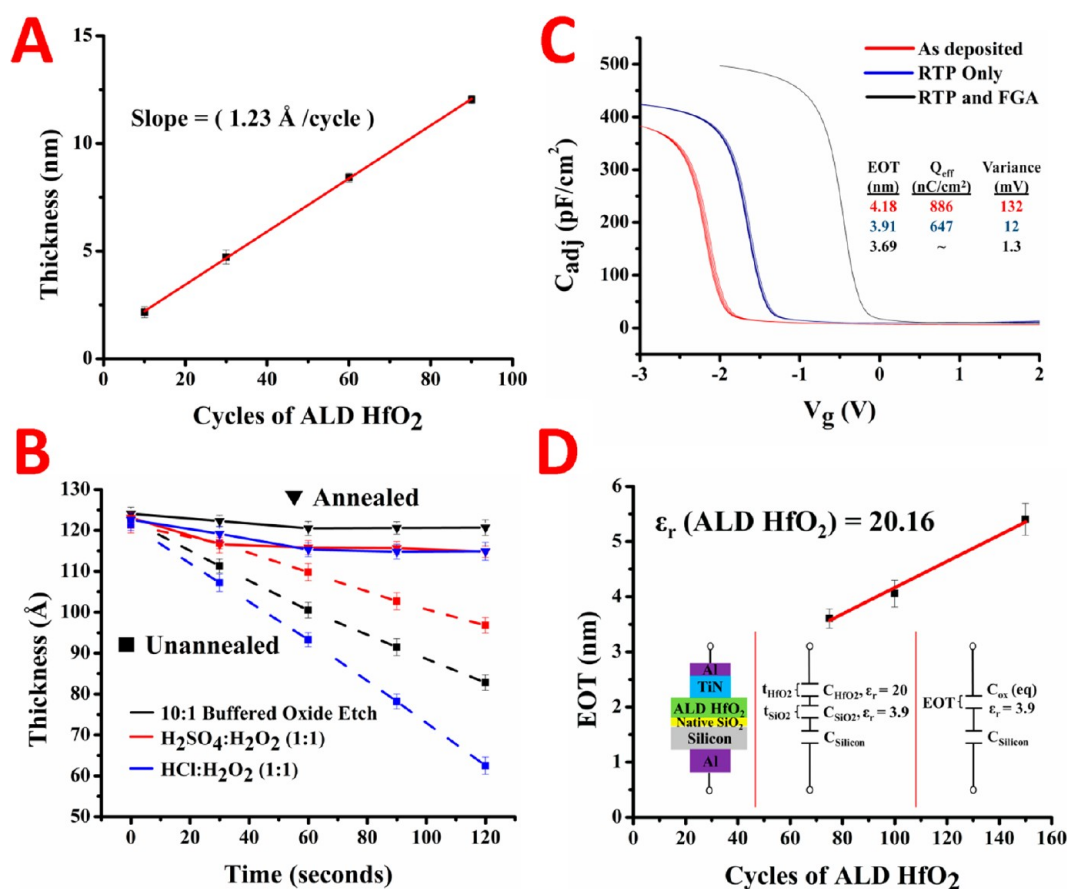 A
Thickness (nm)
15
10
5
0
Slope = ( 1.23 Å /cycle )
0 20 40 60 80 100
Cycles of ALD HfO2
C
Cadj (pF/cm2)
500
400
300
200
100
0
As deposited
RTP Only
RTP and FGA
EOT Qeff Variance
(nm) (nC/cm2) (mV)
4.18 886 132
3.91 647 12
3.69 ~ 1.3
-3 -2 -1 0 1 2
Vg (V)
B
Thickness (Å)
130
120
110
100
90
80
70
60
50
Annealed
Unannealed
10:1 Buffered Oxide Etch
H2SO4:H2O2 (1:1)
HCl:H2O2 (1:1)
0 20 40 60 80 100 120
Time (seconds)
D
EOT (nm)
6
5
4
3
2
1
0
εr (ALD HfO2) = 20.16
Al
TiN
ALD HfO2
Native SiO2
Silicon
Al
tHfO2
tSiO2
CHfO2, εr = 20
CSiO2, εr = 3.9
CSilicon
EOT
Cox (eq)
εr = 3.9
CSilicon
0 20 40 60 80 100 120 140 160
Cycles of ALD HfO2